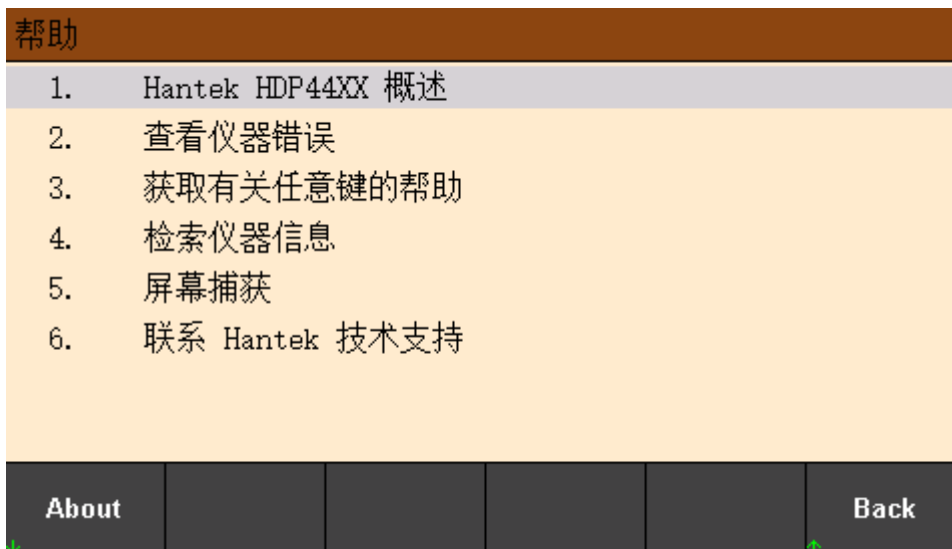 帮助
1. Hantek HDP44XX 概述
2. 查看仪器错误
3. 获取有关任意键的帮助
4. 检索仪器信息
5. 屏幕捕获
6. 联系 Hantek 技术支持
About Back